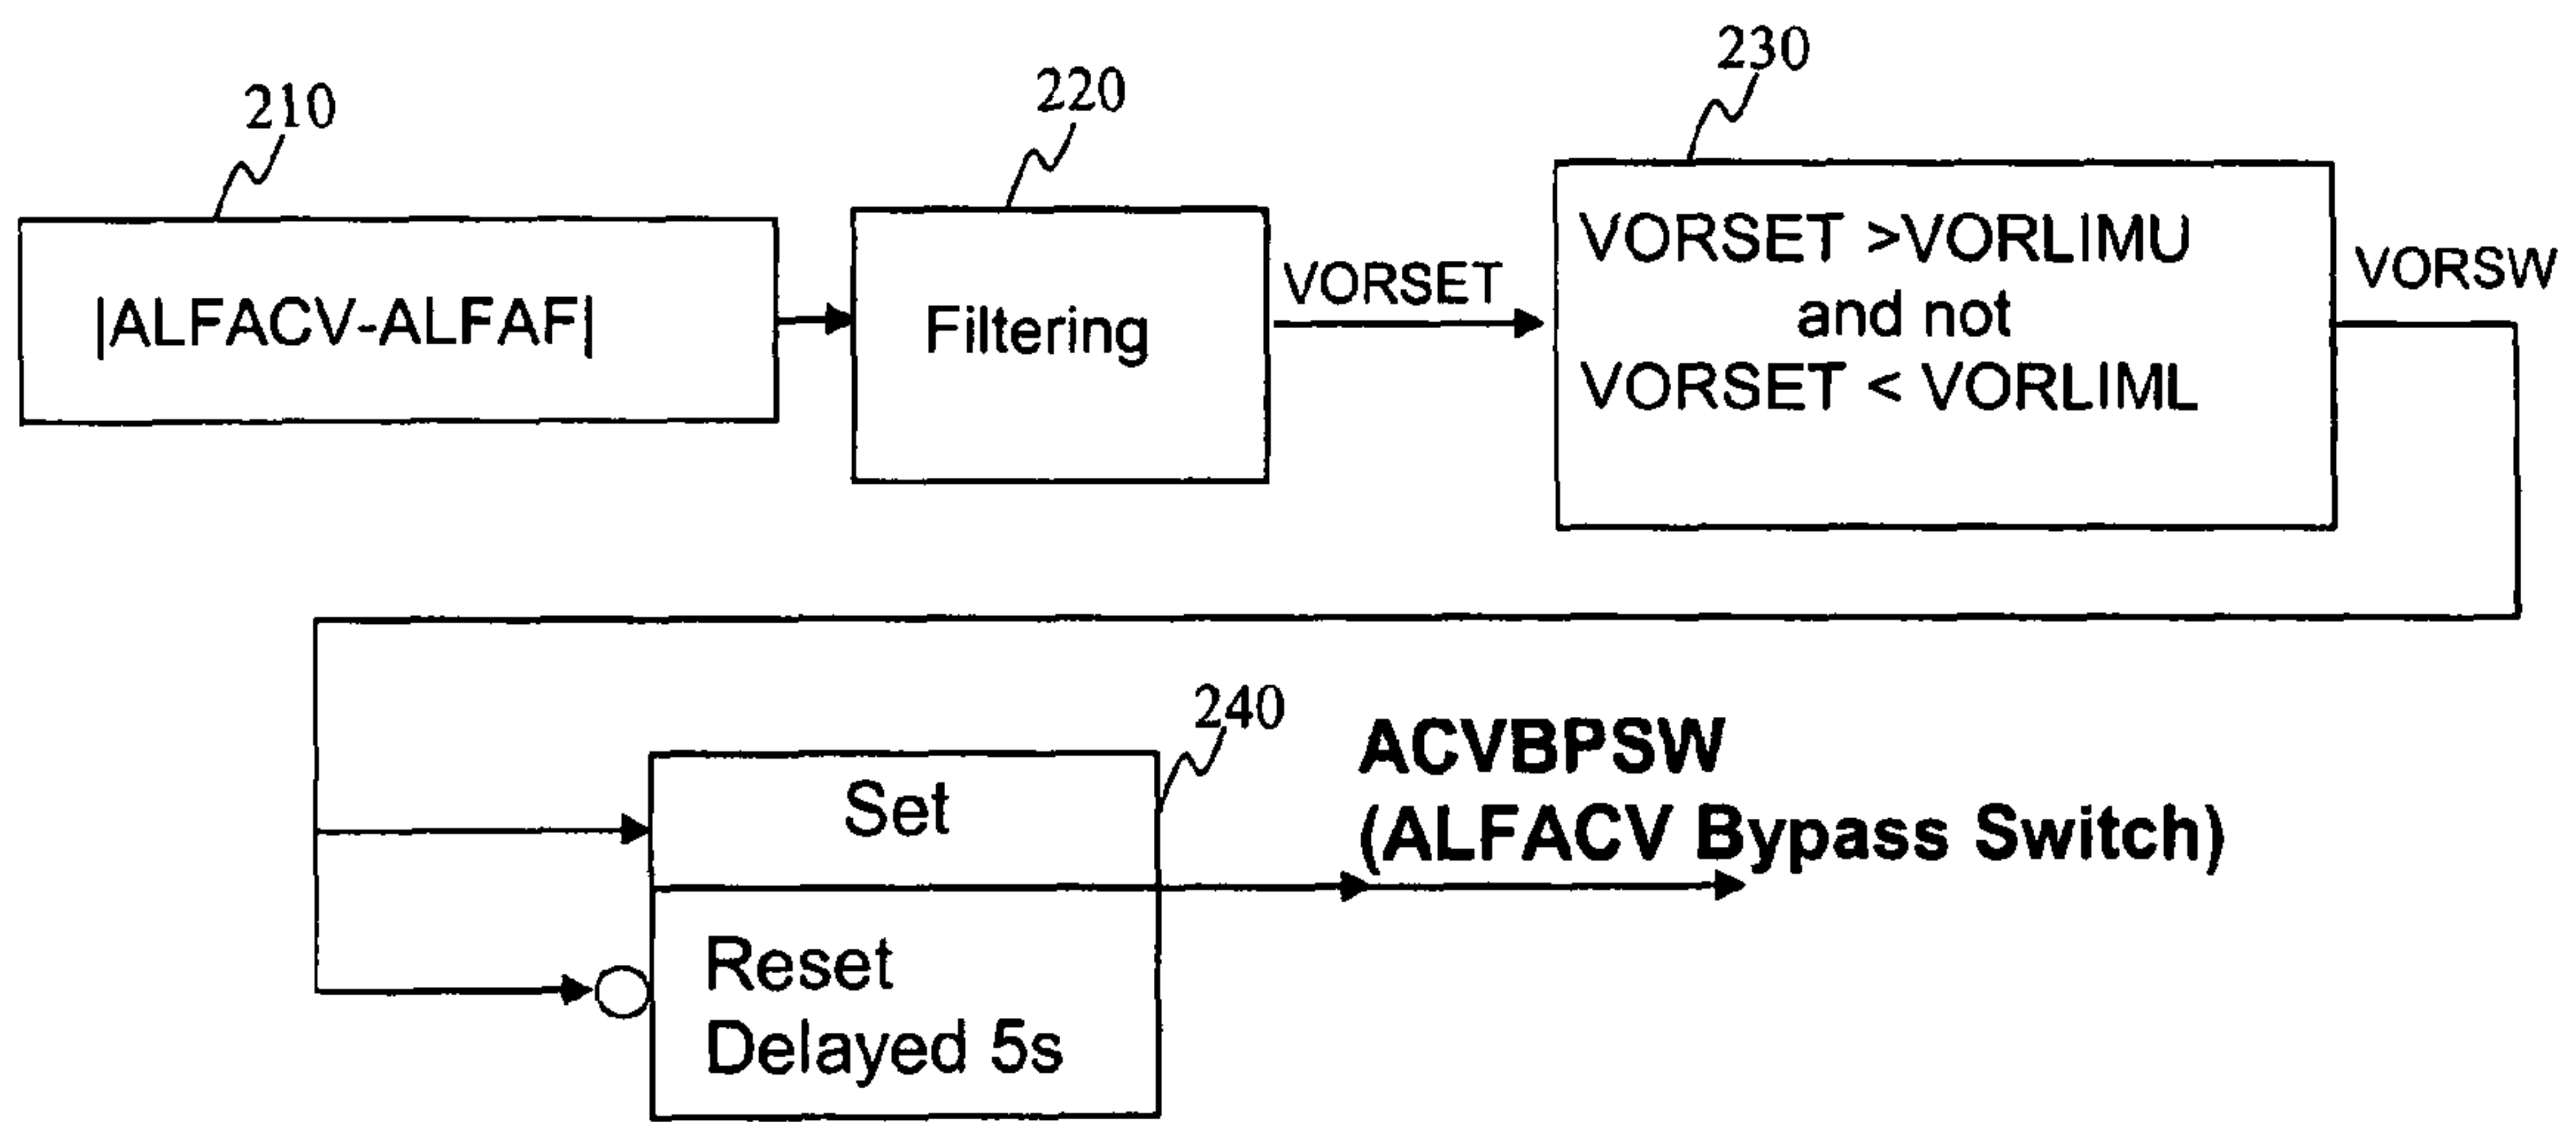 210
220
230
|ALFACV-ALFAF|
Filtering
VORSET
VORSET >VORLIMU
and not
VORSET < VORLIML
VORSW
240
Set
Reset
Delayed 5s
ACVBPSW
(ALFACV Bypass Switch)